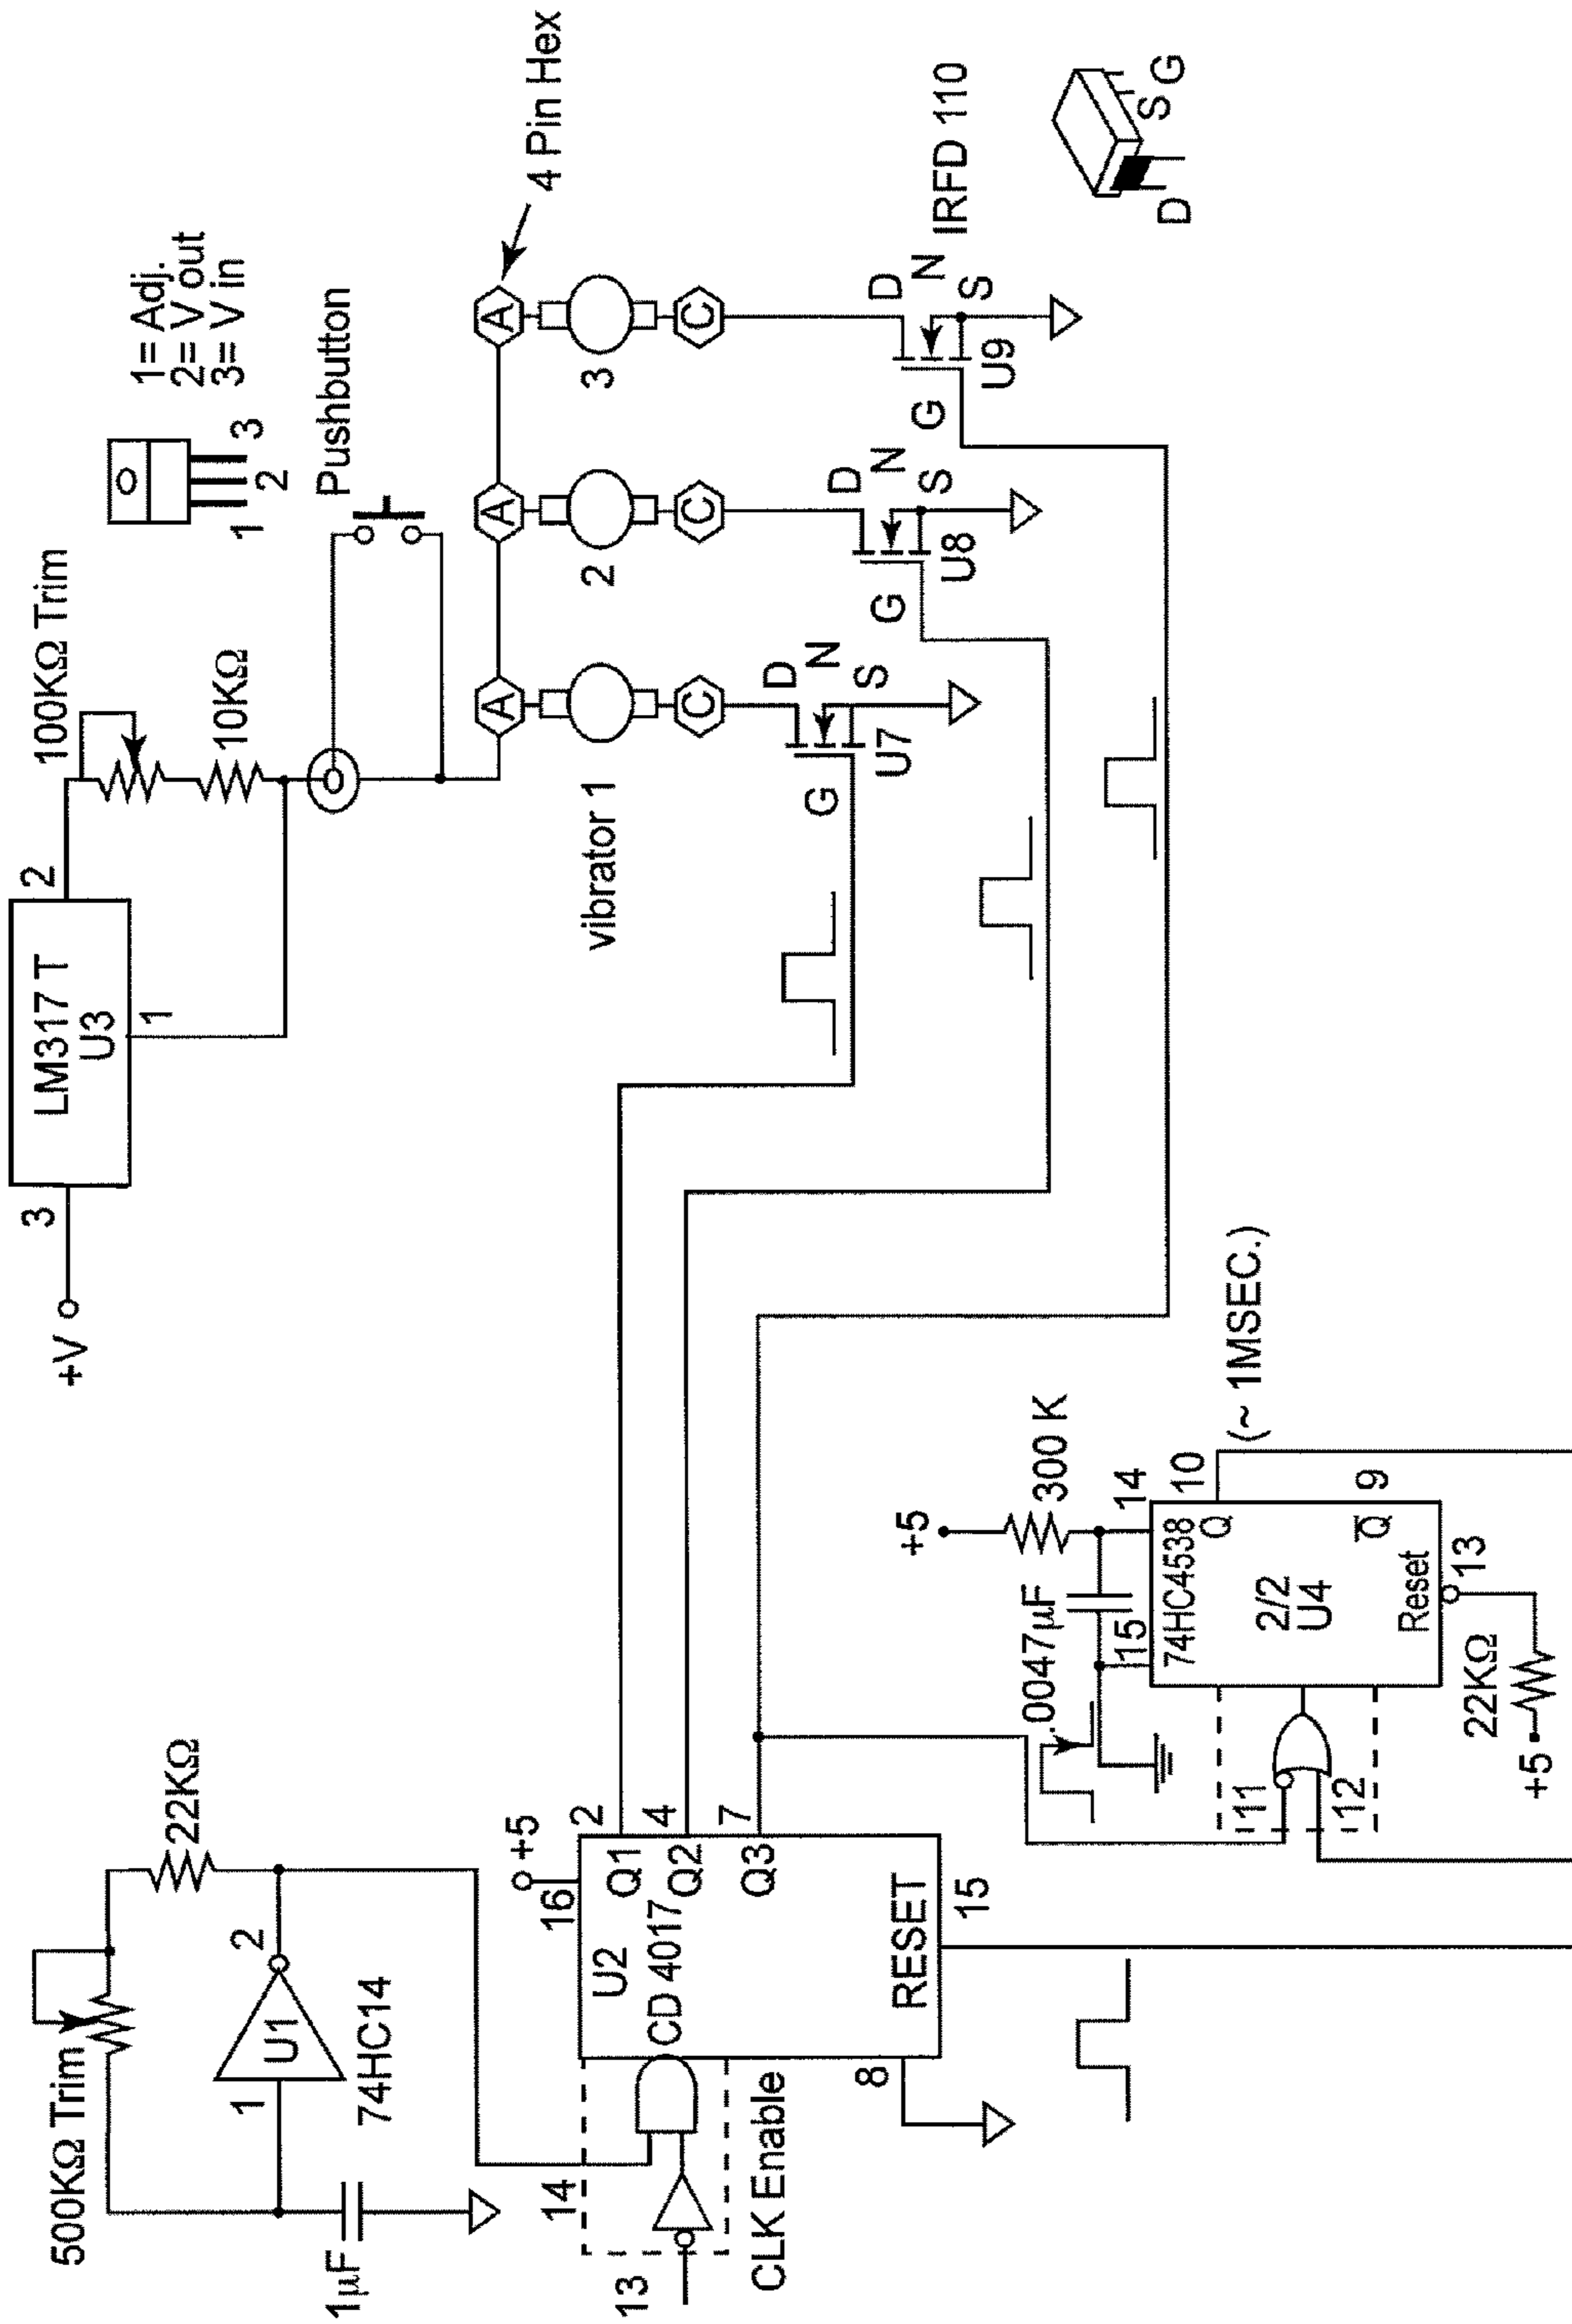 500KΩ Trim
22KΩ
1
U1
2
74HC14
1μF
+V
3
LM317 T
U3
2
1
100KΩ Trim
10KΩ
1= Adj.
2= V out
3= V in
1
2
3
Pushbutton
4 Pin Hex
A
A
A
vibrator 1
2
3
C
C
C
D
N
S
G
U7
D
N
S
G
U8
D
N
S
G
U9
IRFD 110
D
S
G
14
13
CLK Enable
16
+5
U2
CD 4017
Q1
2
Q2
4
Q3
7
8
RESET
15
+5
300 K
.0047μF
15
14
74HC4538
Q
10
(~ 1MSEC.)
2/2
U4
Q̅
9
Reset
13
11
12
22KΩ
+5